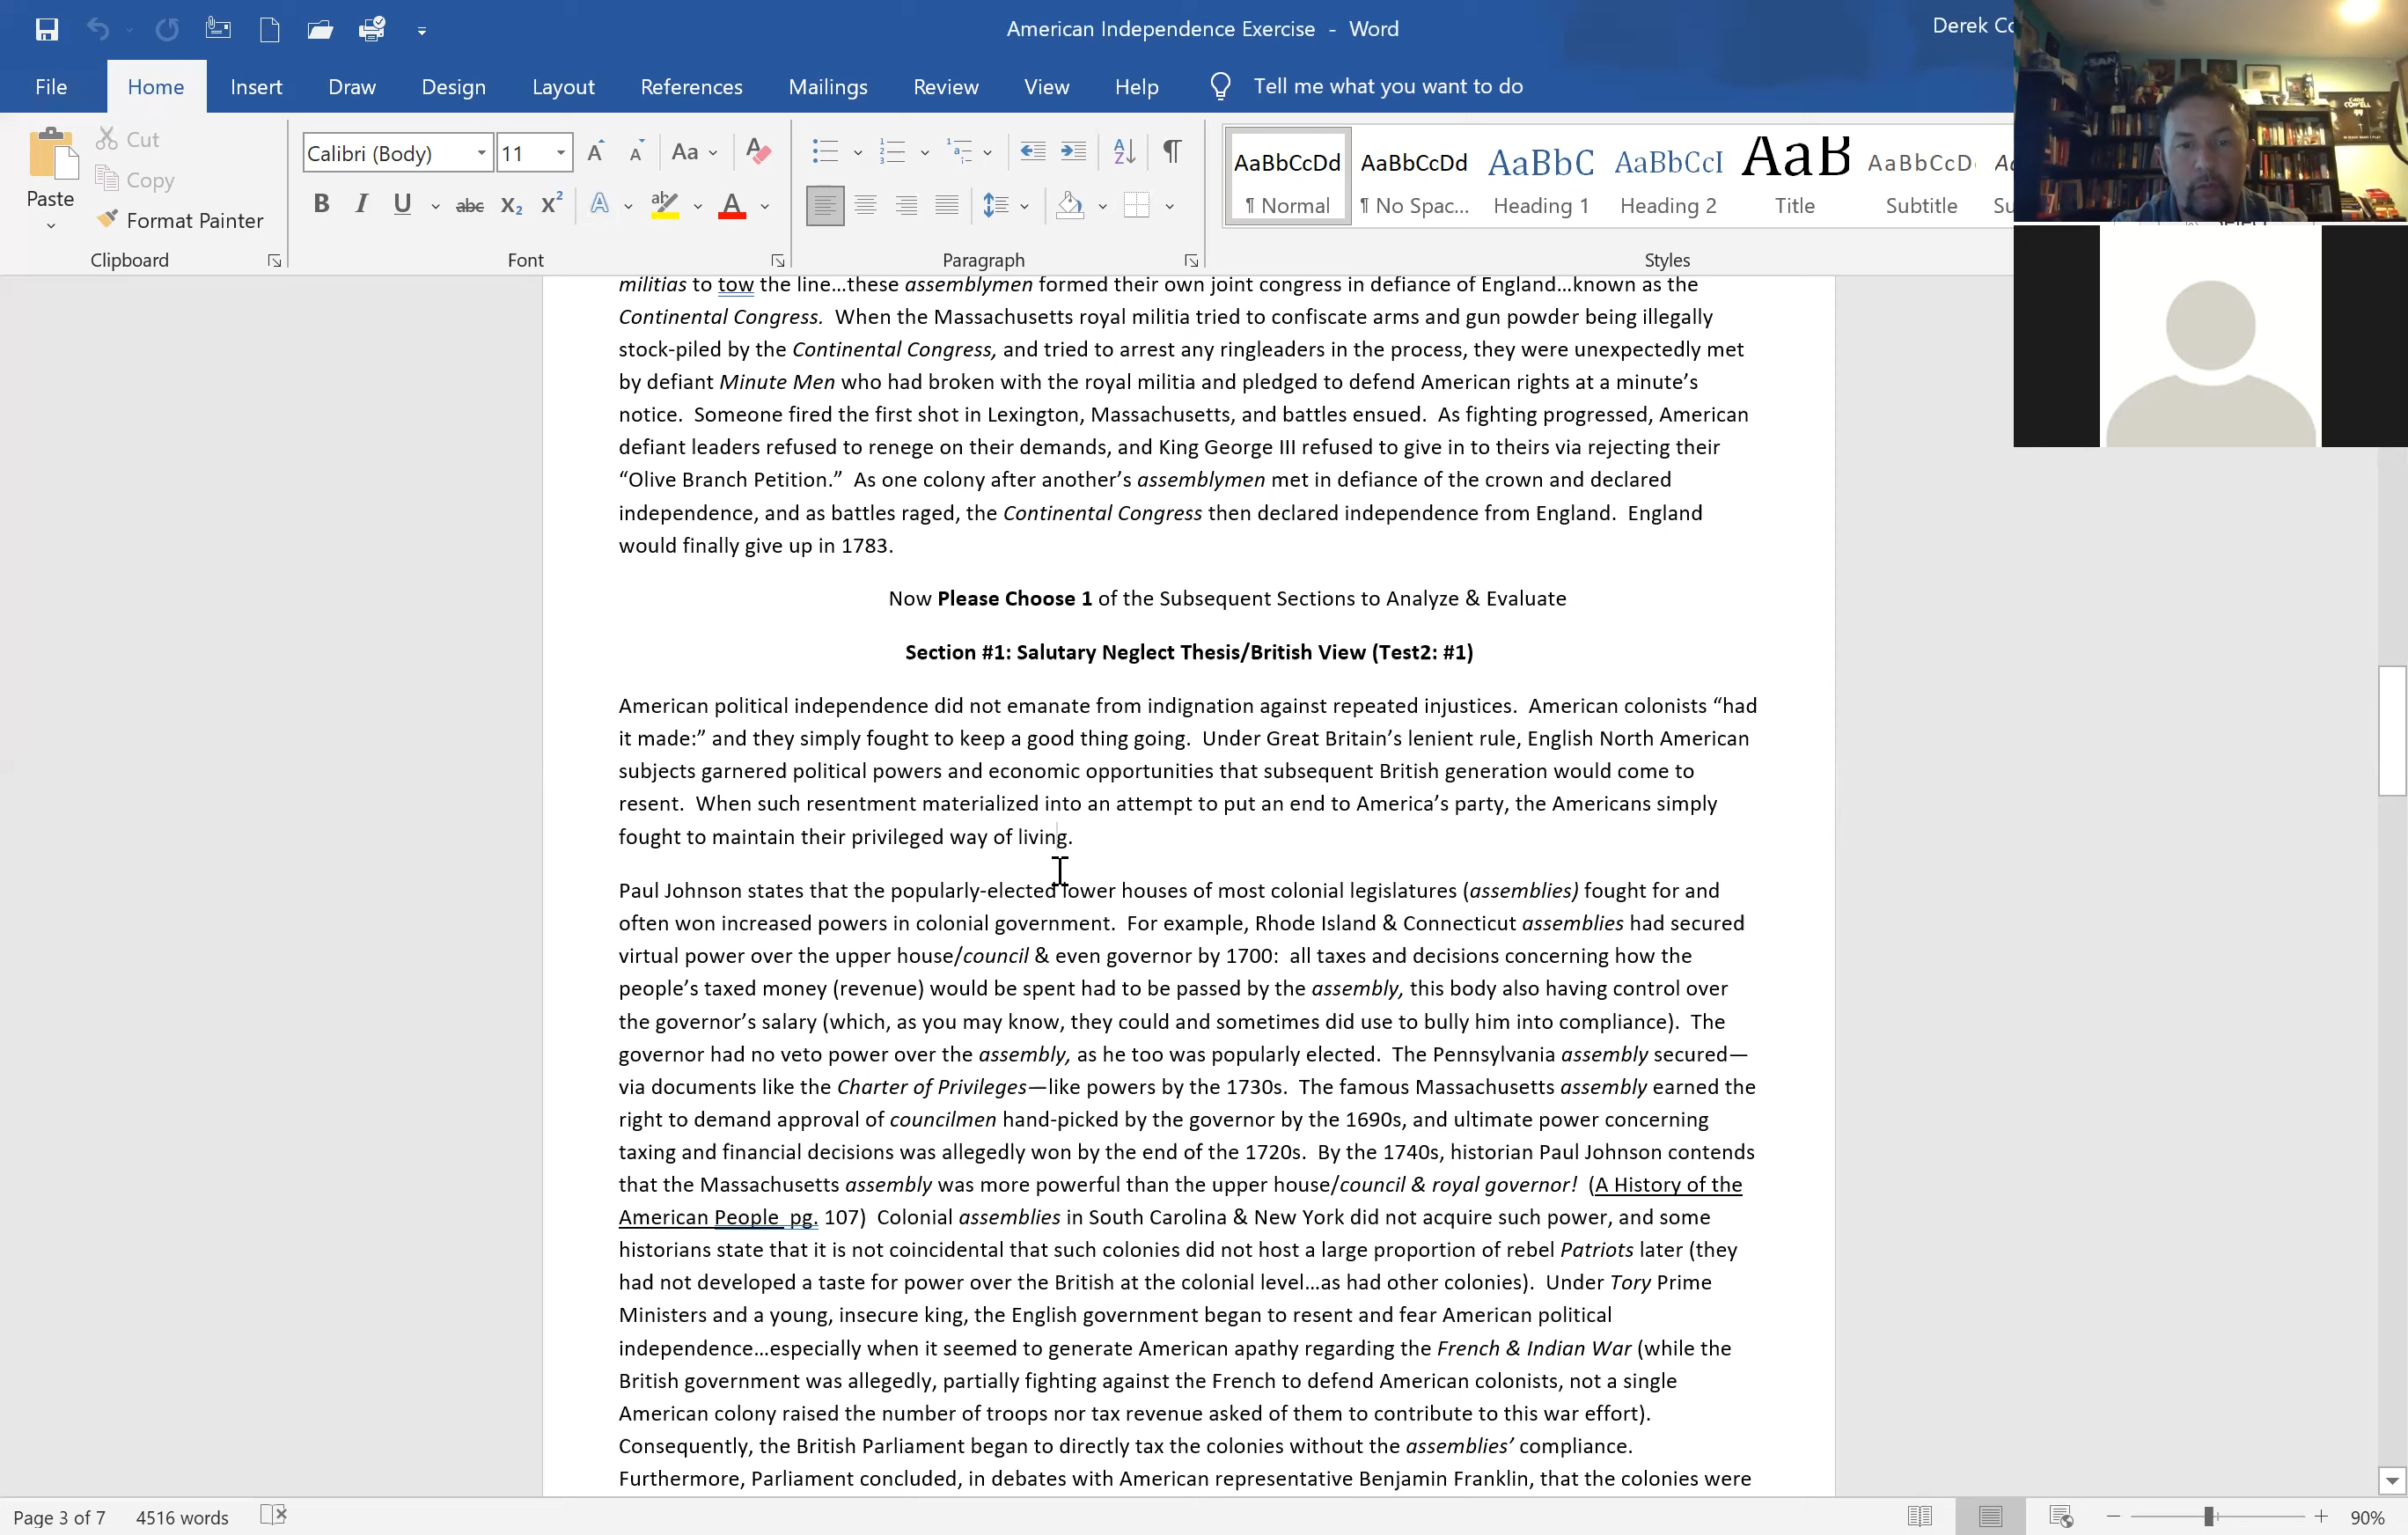 American Independence Exercise - Word
Derek Co
File Home Insert Draw Design Layout References Mailings Review View Help Tell me what you want to do
Paste
Cut
Copy
Format Painter
Clipboard
Calibri (Body) 11
Font
Paragraph
AaBbCcDd AaBbCcDd AaBbC AaBbCcI AaB AaBbCcD
¶ Normal ¶ No Spac... Heading 1 Heading 2 Title Subtitle Su
Styles
militias to tow the line…these assemblymen formed their own joint congress in defiance of England…known as the
Continental Congress. When the Massachusetts royal militia tried to confiscate arms and gun powder being illegally
stock-piled by the Continental Congress, and tried to arrest any ringleaders in the process, they were unexpectedly met
by defiant Minute Men who had broken with the royal militia and pledged to defend American rights at a minute’s
notice. Someone fired the first shot in Lexington, Massachusetts, and battles ensued. As fighting progressed, American
defiant leaders refused to renege on their demands, and King George III refused to give in to theirs via rejecting their
“Olive Branch Petition.” As one colony after another’s assemblymen met in defiance of the crown and declared
independence, and as battles raged, the Continental Congress then declared independence from England. England
would finally give up in 1783.
Now Please Choose 1 of the Subsequent Sections to Analyze & Evaluate
Section #1: Salutary Neglect Thesis/British View (Test2: #1)
American political independence did not emanate from indignation against repeated injustices. American colonists “had
it made:” and they simply fought to keep a good thing going. Under Great Britain’s lenient rule, English North American
subjects garnered political powers and economic opportunities that subsequent British generation would come to
resent. When such resentment materialized into an attempt to put an end to America’s party, the Americans simply
fought to maintain their privileged way of living.
Paul Johnson states that the popularly-elected lower houses of most colonial legislatures (assemblies) fought for and
often won increased powers in colonial government. For example, Rhode Island & Connecticut assemblies had secured
virtual power over the upper house/council & even governor by 1700: all taxes and decisions concerning how the
people’s taxed money (revenue) would be spent had to be passed by the assembly, this body also having control over
the governor’s salary (which, as you may know, they could and sometimes did use to bully him into compliance). The
governor had no veto power over the assembly, as he too was popularly elected. The Pennsylvania assembly secured—
via documents like the Charter of Privileges—like powers by the 1730s. The famous Massachusetts assembly earned the
right to demand approval of councilmen hand-picked by the governor by the 1690s, and ultimate power concerning
taxing and financial decisions was allegedly won by the end of the 1720s. By the 1740s, historian Paul Johnson contends
that the Massachusetts assembly was more powerful than the upper house/council & royal governor! (A History of the
American People pg. 107) Colonial assemblies in South Carolina & New York did not acquire such power, and some
historians state that it is not coincidental that such colonies did not host a large proportion of rebel Patriots later (they
had not developed a taste for power over the British at the colonial level…as had other colonies). Under Tory Prime
Ministers and a young, insecure king, the English government began to resent and fear American political
independence…especially when it seemed to generate American apathy regarding the French & Indian War (while the
British government was allegedly, partially fighting against the French to defend American colonists, not a single
American colony raised the number of troops nor tax revenue asked of them to contribute to this war effort).
Consequently, the British Parliament began to directly tax the colonies without the assemblies’ compliance.
Furthermore, Parliament concluded, in debates with American representative Benjamin Franklin, that the colonies were
Page 3 of 7 4516 words 90%